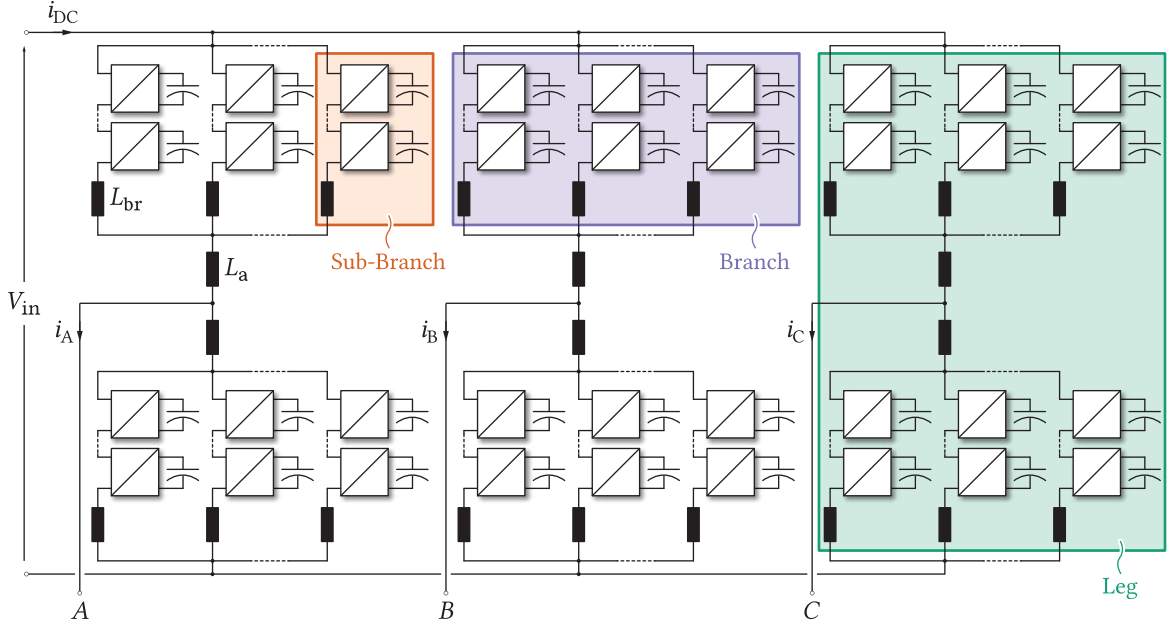 i_DC
L_br
L_a
Sub-Branch
Branch
V_in
i_A
i_B
i_C
Leg
A
B
C